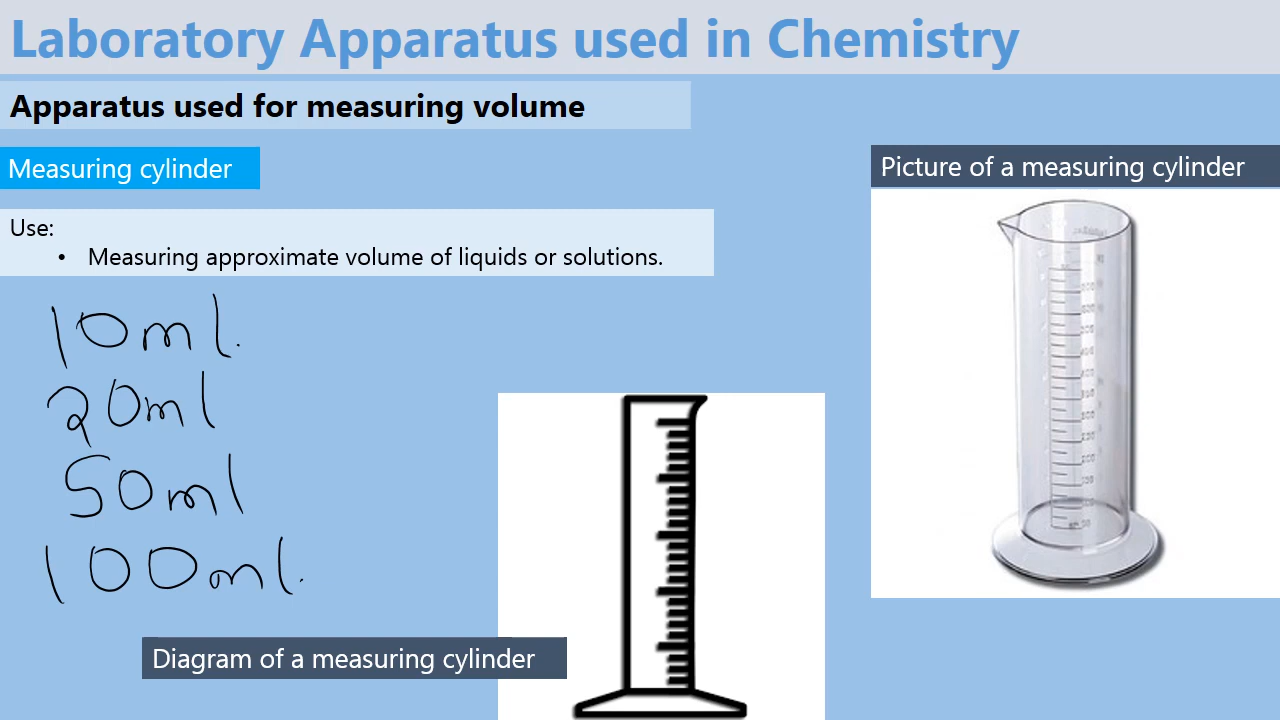 Laboratory Apparatus used in Chemistry
Apparatus used for measuring volume
Measuring cylinder
Picture of a measuring cylinder
Use:
• Measuring approximate volume of liquids or solutions.
10ml.
20ml
50ml
100ml.
Diagram of a measuring cylinder